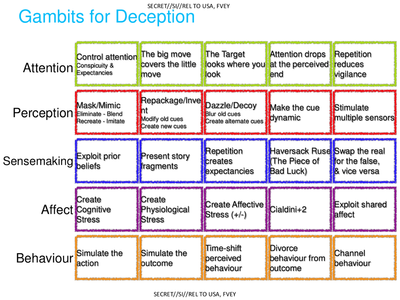 SECRET//SI//REL TO USA, FVEY
Gambits for Deception
Attention
Control attention
Conspicuity &
Expectancies
The big move
covers the little
move
The Target
looks where you
look
Attention drops
at the perceived
end
Repetition
reduces
vigilance
Perception
Mask/Mimic
Eliminate - Blend
Recreate - Imitate
Repackage/Inve
nt
Modify old cues
Create new cues
Dazzle/Decoy
Blur old cues
Create alternate cues
Make the cue
dynamic
Stimulate
multiple sensors
Sensemaking
Exploit prior
beliefs
Present story
fragments
Repetition
creates
expectancies
Haversack Ruse
(The Piece of
Bad Luck)
Swap the real
for the false,
& vice versa
Affect
Create
Cognitive
Stress
Create
Physiological
Stress
Create Affective
Stress (+/-)
Cialdini+2
Exploit shared
affect
Behaviour
Simulate the
action
Simulate the
outcome
Time-shift
perceived
behaviour
Divorce
behaviour from
outcome
Channel
behaviour
SECRET//SI//REL TO USA, FVEY